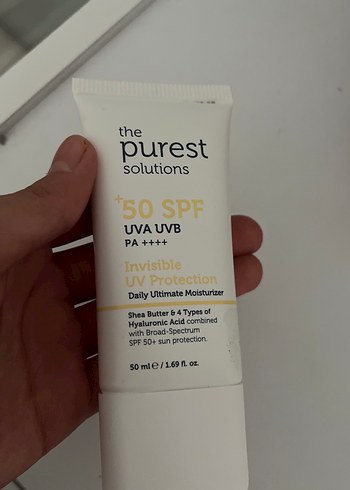 the
purest
solutions
+50 SPF
UVA UVB
PA ++++
Invisible
UV Protection
Daily Ultimate Moisturizer
Shea Butter & 4 Types of
Hyaluronic Acid combined
with Broad-Spectrum
SPF 50+ sun protection.
50 ml ℮ / 1.69 fl. oz.